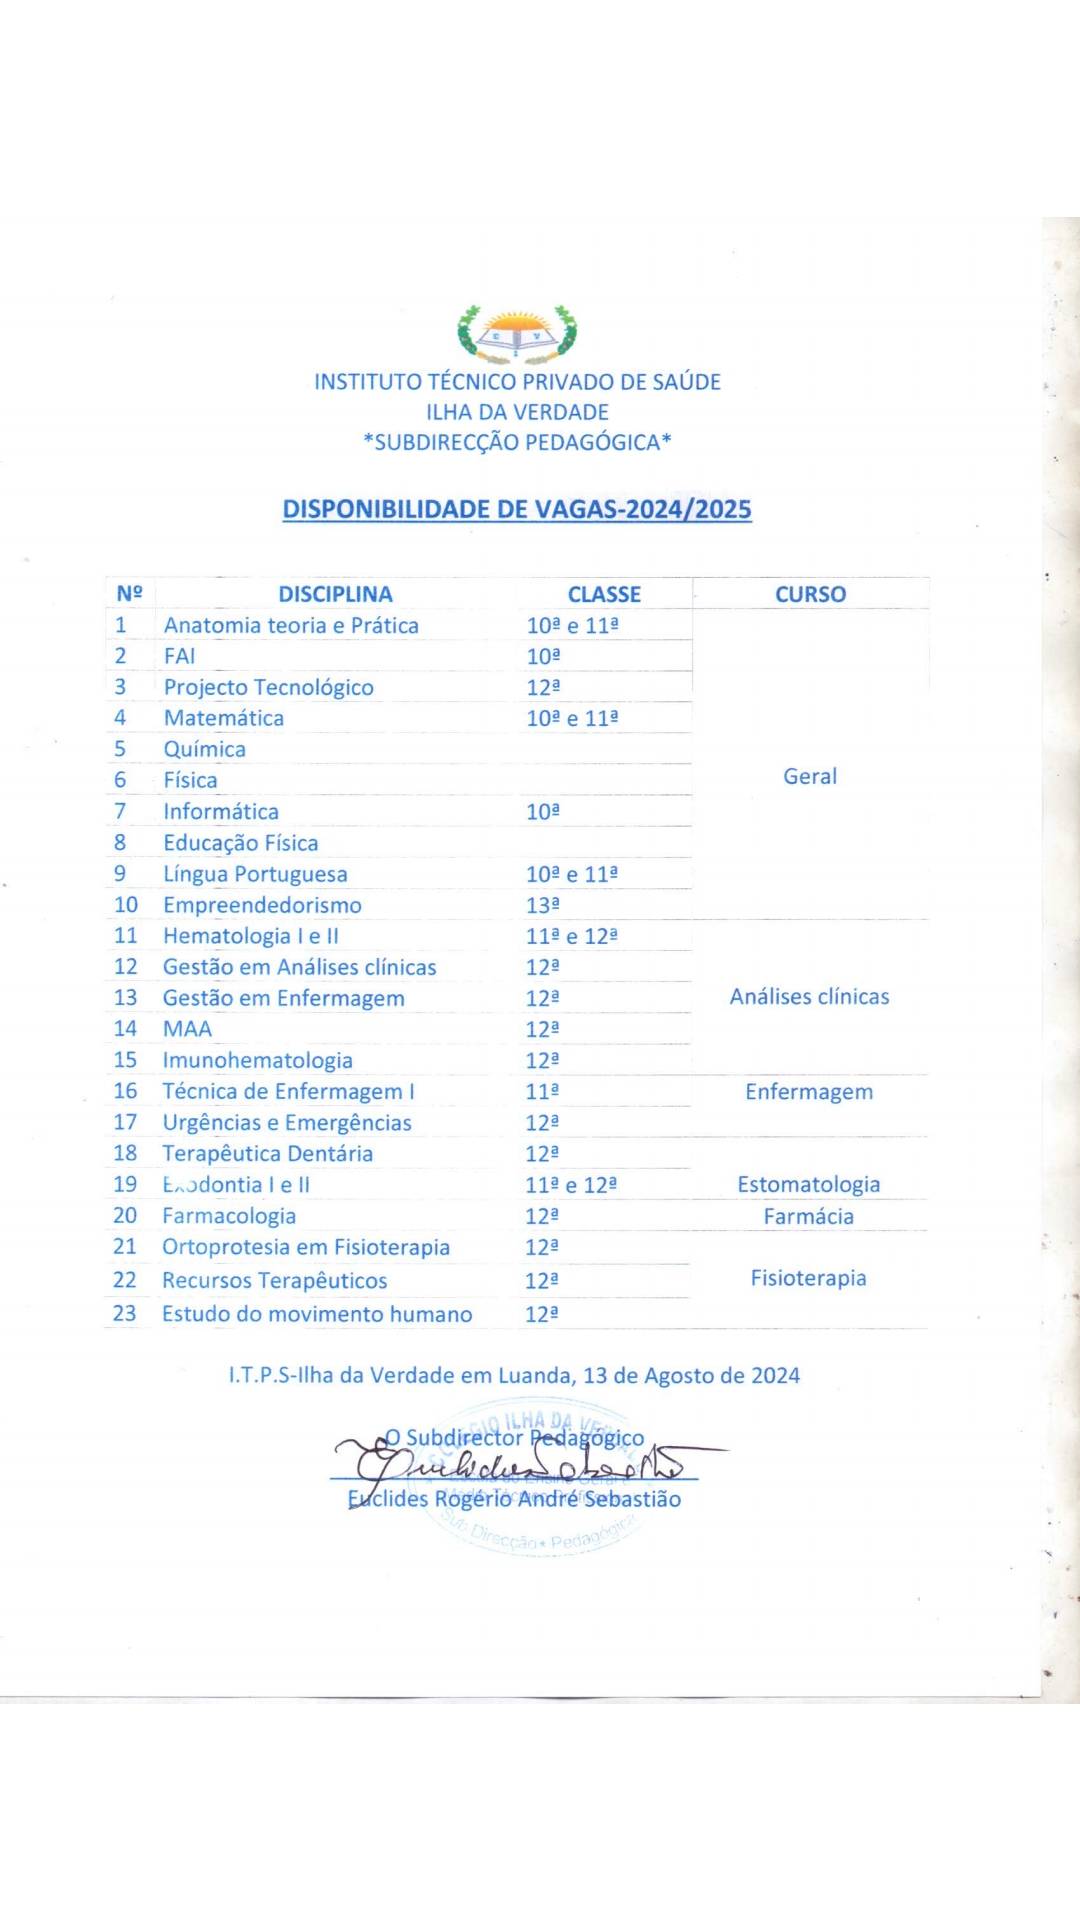 C V
I
INSTITUTO TÉCNICO PRIVADO DE SAÚDE
ILHA DA VERDADE
*SUBDIRECÇÃO PEDAGÓGICA*
DISPONIBILIDADE DE VAGAS-2024/2025
Nº DISCIPLINA CLASSE CURSO
1 Anatomia teoria e Prática 10ª e 11ª
2 FAI 10ª
3 Projecto Tecnológico 12ª
4 Matemática 10ª e 11ª
5 Química
6 Física
Geral
7 Informática 10ª
8 Educação Física
9 Língua Portuguesa 10ª e 11ª
10 Empreendedorismo 13ª
11 Hematologia I e II 11ª e 12ª
12 Gestão em Análises clínicas 12ª
13 Gestão em Enfermagem 12ª Análises clínicas
14 MAA 12ª
15 Imunohematologia 12ª
16 Técnica de Enfermagem I 11ª Enfermagem
17 Urgências e Emergências 12ª
18 Terapêutica Dentária 12ª
19 Exodontia I e II 11ª e 12ª Estomatologia
20 Farmacologia 12ª Farmácia
21 Ortoprotesia em Fisioterapia 12ª
22 Recursos Terapêuticos 12ª Fisioterapia
23 Estudo do movimento humano 12ª
I.T.P.S-Ilha da Verdade em Luanda, 13 de Agosto de 2024
COLÉGIO ILHA DA VERDADE
O Subdirector Pedagógico
Euclides Rogério André Sebastião
Sub Direcção * Pedagógica